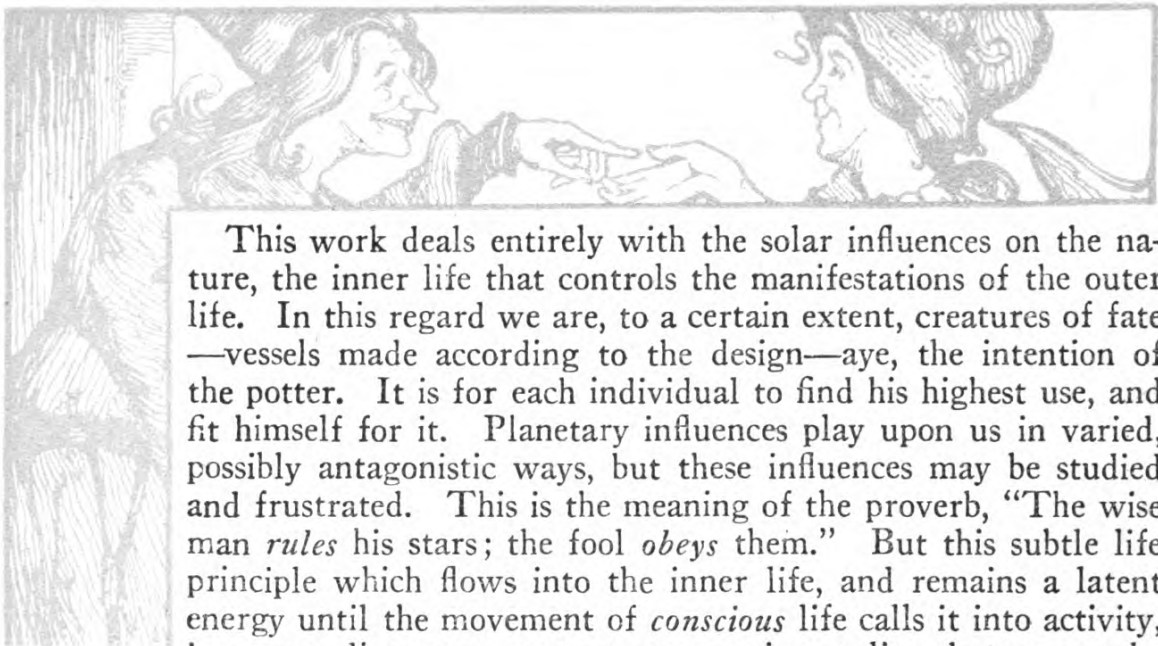 This work deals entirely with the solar influences on the na-
ture, the inner life that controls the manifestations of the outer
life. In this regard we are, to a certain extent, creatures of fate
—vessels made according to the design—aye, the intention of
the potter. It is for each individual to find his highest use, and
fit himself for it. Planetary influences play upon us in varied,
possibly antagonistic ways, but these influences may be studied
and frustrated. This is the meaning of the proverb, “The wise
man rules his stars; the fool obeys them.” But this subtle life
principle which flows into the inner life, and remains a latent
energy until the movement of conscious life calls it into activity,